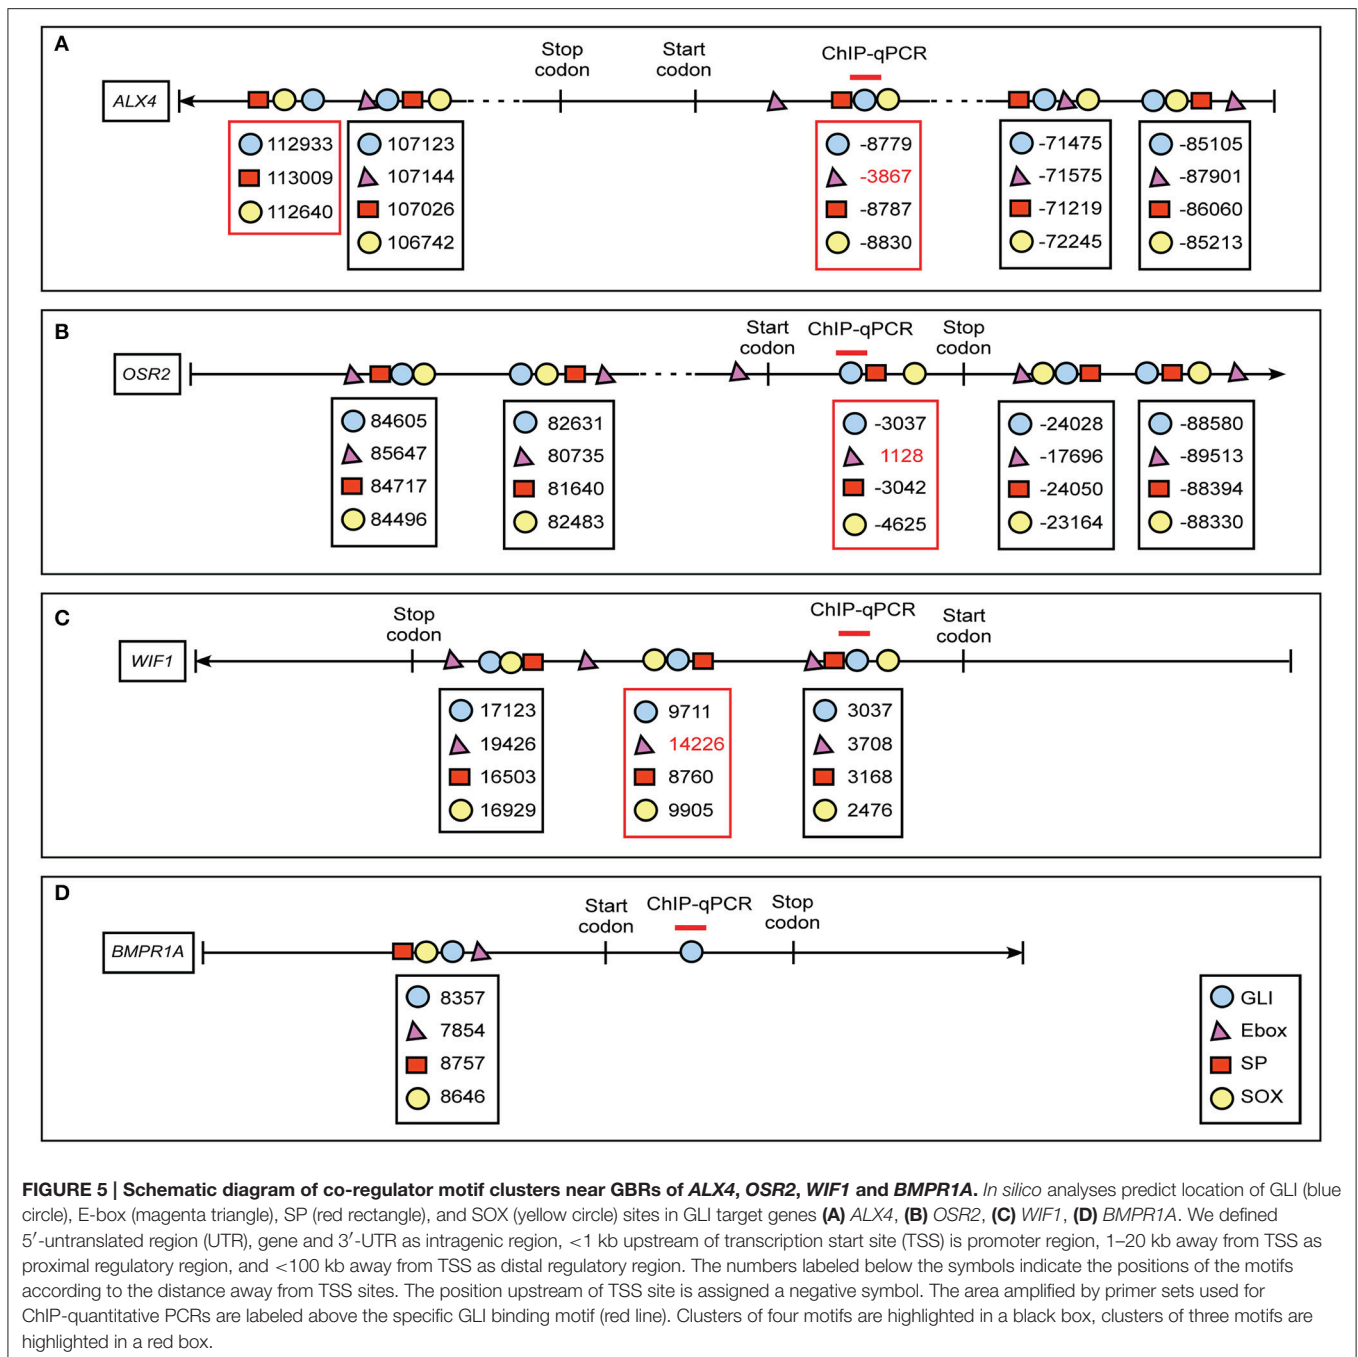 A
Stop
codon
Start
codon
ChIP-qPCR
ALX4
112933
113009
112640
107123
107144
107026
106742
-8779
-3867
-8787
-8830
-71475
-71575
-71219
-72245
-85105
-87901
-86060
-85213
B
Start
codon
ChIP-qPCR
Stop
codon
OSR2
84605
85647
84717
84496
82631
80735
81640
82483
-3037
1128
-3042
-4625
-24028
-17696
-24050
-23164
-88580
-89513
-88394
-88330
C
Stop
codon
ChIP-qPCR
Start
codon
WIF1
17123
19426
16503
16929
9711
14226
8760
9905
3037
3708
3168
2476
D
Start
codon
ChIP-qPCR
Stop
codon
BMPR1A
8357
7854
8757
8646
GLI
Ebox
SP
SOX
FIGURE 5 | Schematic diagram of co-regulator motif clusters near GBRs of ALX4, OSR2, WIF1 and BMPR1A. In silico analyses predict location of GLI (blue
circle), E-box (magenta triangle), SP (red rectangle), and SOX (yellow circle) sites in GLI target genes (A) ALX4, (B) OSR2, (C) WIF1, (D) BMPR1A. We defined
5′-untranslated region (UTR), gene and 3′-UTR as intragenic region, <1 kb upstream of transcription start site (TSS) is promoter region, 1–20 kb away from TSS as
proximal regulatory region, and <100 kb away from TSS as distal regulatory region. The numbers labeled below the symbols indicate the positions of the motifs
according to the distance away from TSS sites. The position upstream of TSS site is assigned a negative symbol. The area amplified by primer sets used for
ChIP-quantitative PCRs are labeled above the specific GLI binding motif (red line). Clusters of four motifs are highlighted in a black box, clusters of three motifs are
highlighted in a red box.